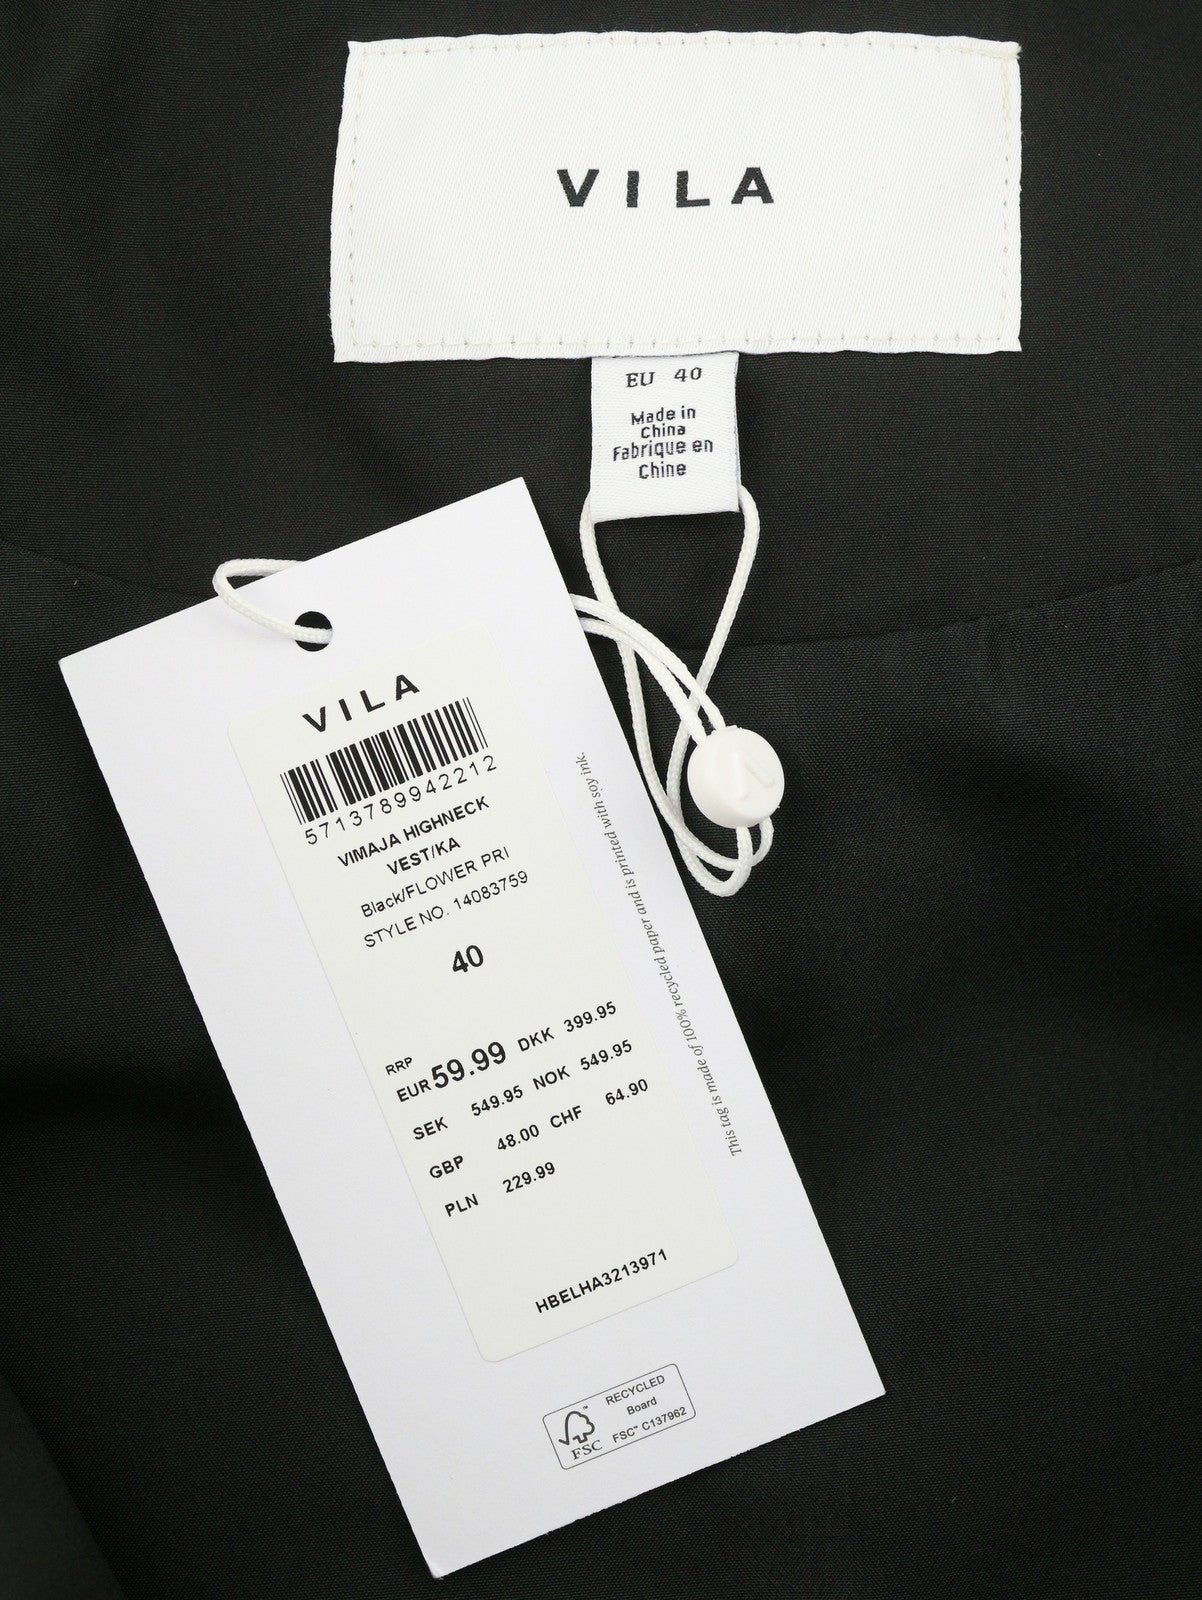 VILA
EU 40
Made in
China
Fabriqué en
Chine
VILA
5713789942212
VIMAJA HIGHNECK
VEST/KA
Black/FLOWER PRI
STYLE NO. 14083759
40
RRP
EUR 59.99 DKK 399.95
SEK 549.95 NOK 549.95
GBP 48.00 CHF 64.90
PLN 229.99
HBELHA3213971
This tag is made of 100% recycled paper and is printed with soy ink.
FSC™
RECYCLED
Board
FSC™ C137962